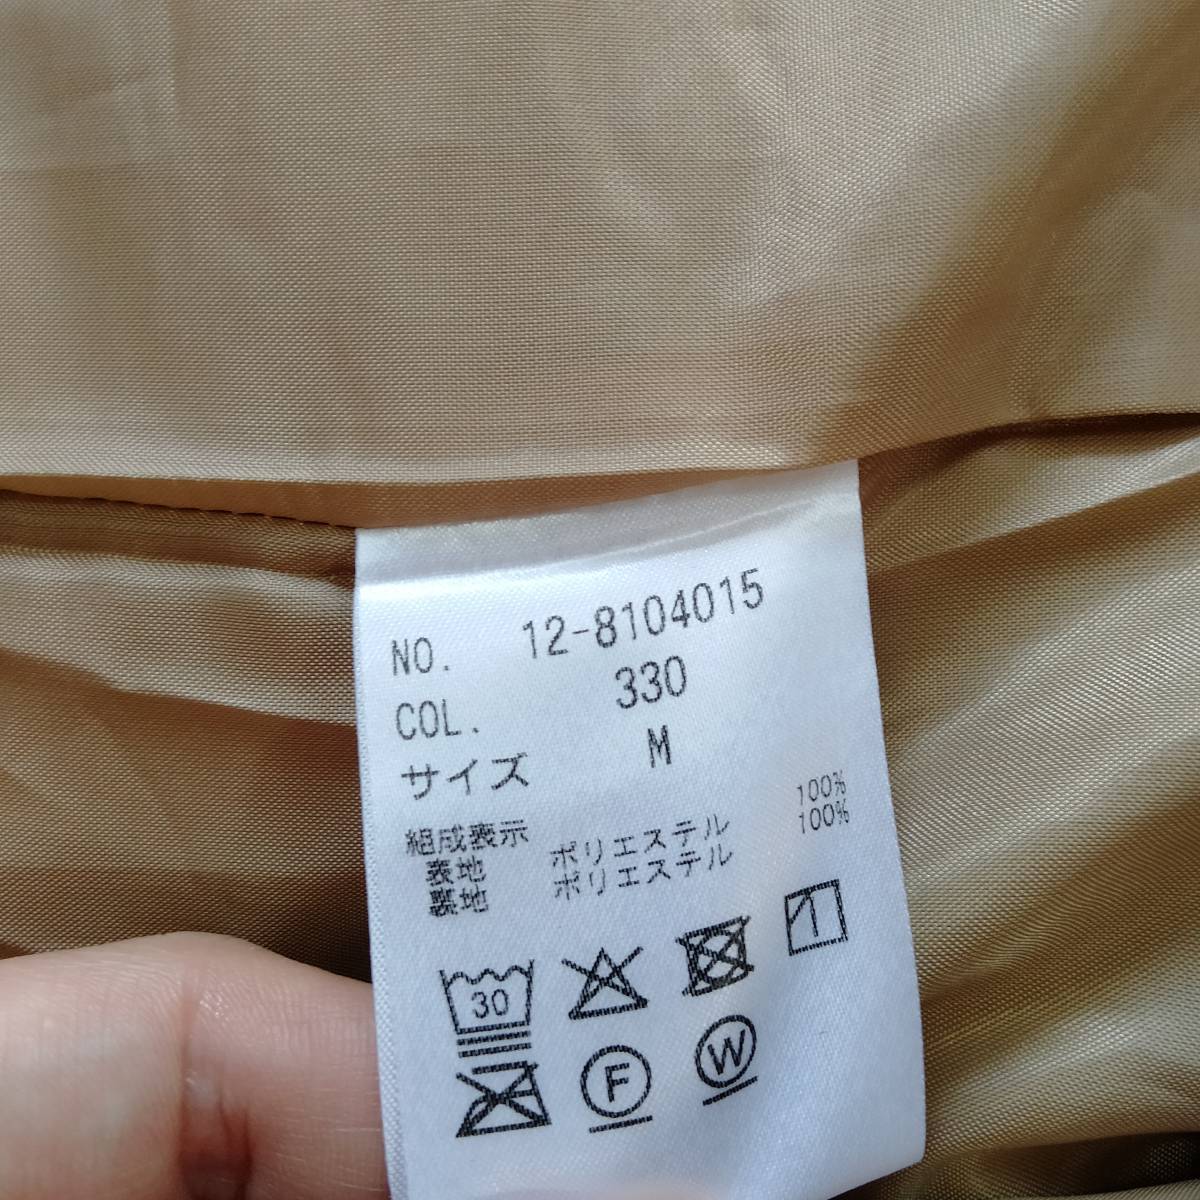 NO. 12-8104015
COL. 330
サイズ M
組成表示
表地 ポリエステル 100%
裏地 ポリエステル 100%
30
F
W